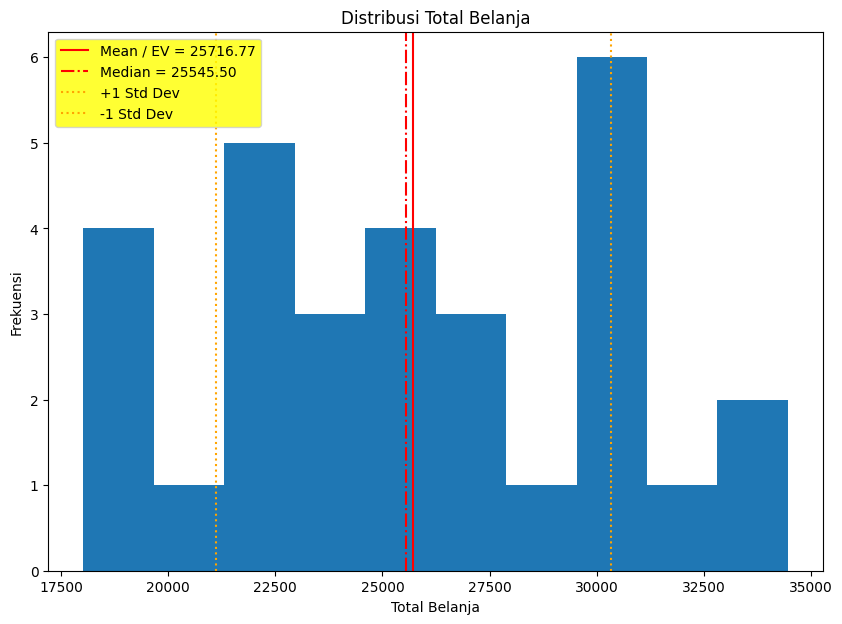 Distribusi Total Belanja
Mean / EV = 25716.77
Median = 25545.50
+1 Std Dev
-1 Std Dev
6
5
4
3
2
1
0
Frekuensi
17500 20000 22500 25000 27500 30000 32500 35000
Total Belanja